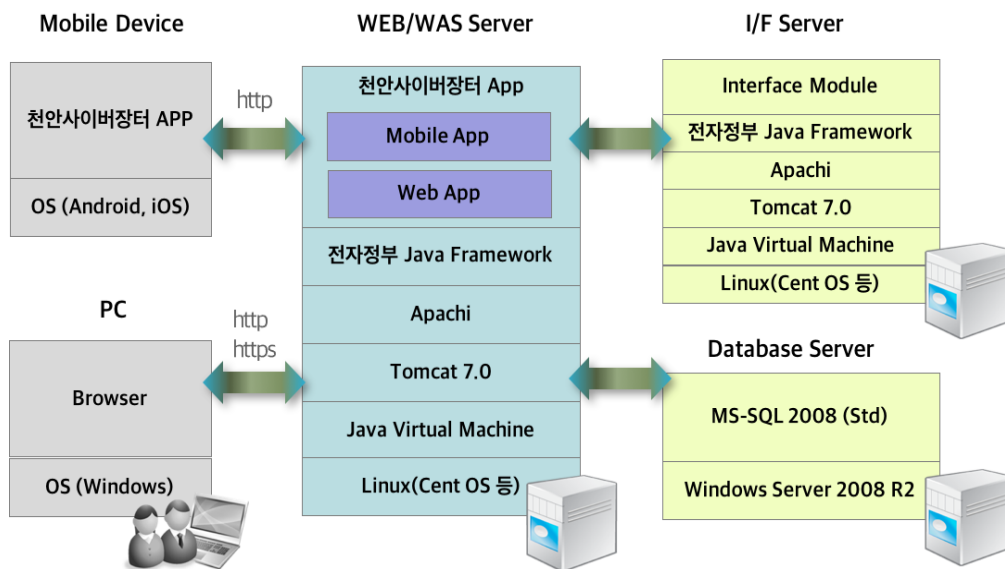 Mobile Device
천안사이버장터 APP
OS (Android, iOS)
http
PC
Browser
OS (Windows)
http
https
WEB/WAS Server
천안사이버장터 App
Mobile App
Web App
전자정부 Java Framework
Apachi
Tomcat 7.0
Java Virtual Machine
Linux(Cent OS 등)
I/F Server
Interface Module
전자정부 Java Framework
Apachi
Tomcat 7.0
Java Virtual Machine
Linux(Cent OS 등)
Database Server
MS-SQL 2008 (Std)
Windows Server 2008 R2